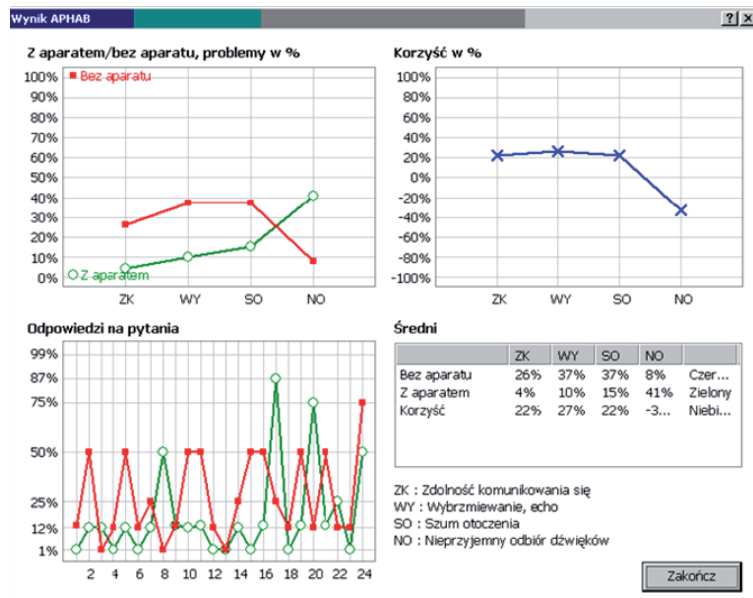 Wynik APHAB
Z aparatem/bez aparatu, problemy w %
100%
90%
80%
70%
60%
50%
40%
30%
20%
10%
0%
Bez aparatu
Z aparatem
ZK WY SO NO
Korzyść w %
100%
80%
60%
40%
20%
0%
-20%
-40%
-60%
-80%
-100%
ZK WY SO NO
Odpowiedzi na pytania
99%
87%
75%
50%
25%
12%
1%
2 4 6 8 10 12 14 16 18 20 22 24
Średni
ZK WY SO NO
Bez aparatu 26% 37% 37% 8% Czer...
Z aparatem 4% 10% 15% 41% Zielony
Korzyść 22% 27% 22% -3... Niebi...
ZK : Zdolność komunikowania się
WY : Wybrzmiewanie, echo
SO : Szum otoczenia
NO : Nieprzyjemny odbiór dźwięków
Zakończ